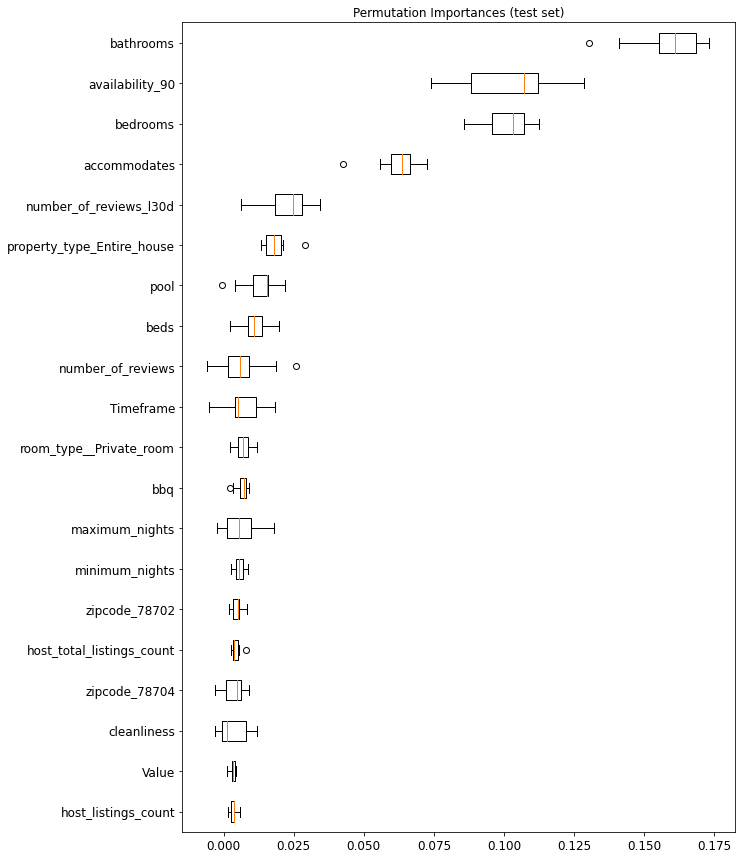 Permutation Importances (test set)
bathrooms
availability_90
bedrooms
accommodates
number_of_reviews_l30d
property_type_Entire_house
pool
beds
number_of_reviews
Timeframe
room_type__Private_room
bbq
maximum_nights
minimum_nights
zipcode_78702
host_total_listings_count
zipcode_78704
cleanliness
Value
host_listings_count
0.000 0.025 0.050 0.075 0.100 0.125 0.150 0.175